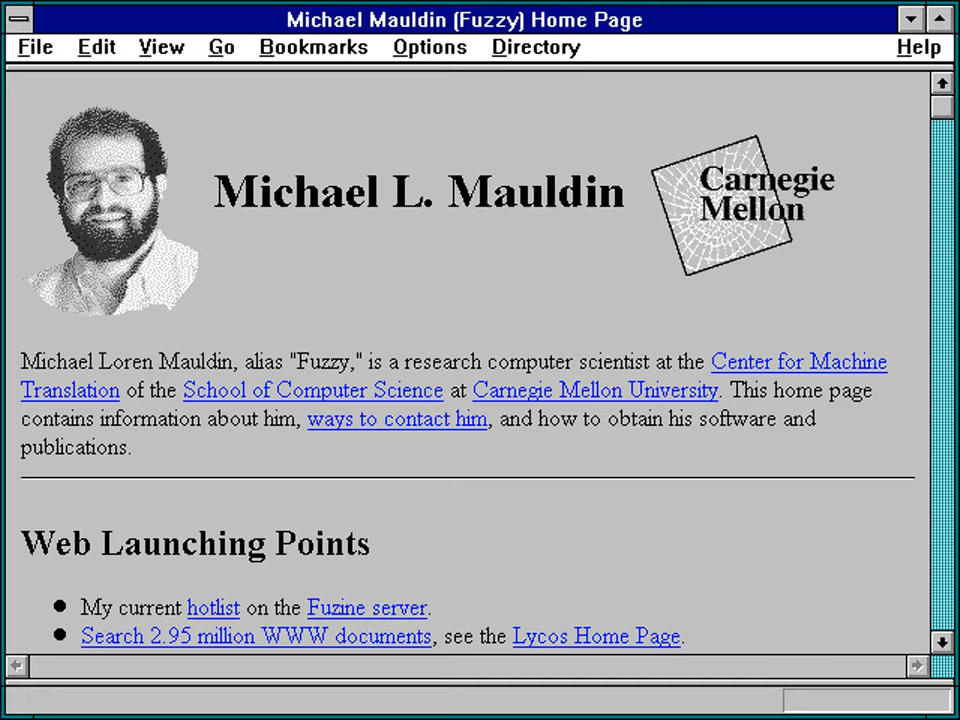 Michael Mauldin (Fuzzy) Home Page
File Edit View Go Bookmarks Options Directory Help
Michael L. Mauldin
Carnegie
Mellon
Michael Loren Mauldin, alias "Fuzzy," is a research computer scientist at the Center for Machine
Translation of the School of Computer Science at Carnegie Mellon University. This home page
contains information about him, ways to contact him, and how to obtain his software and
publications.
Web Launching Points
My current hotlist on the Fuzine server.
Search 2.95 million WWW documents, see the Lycos Home Page.